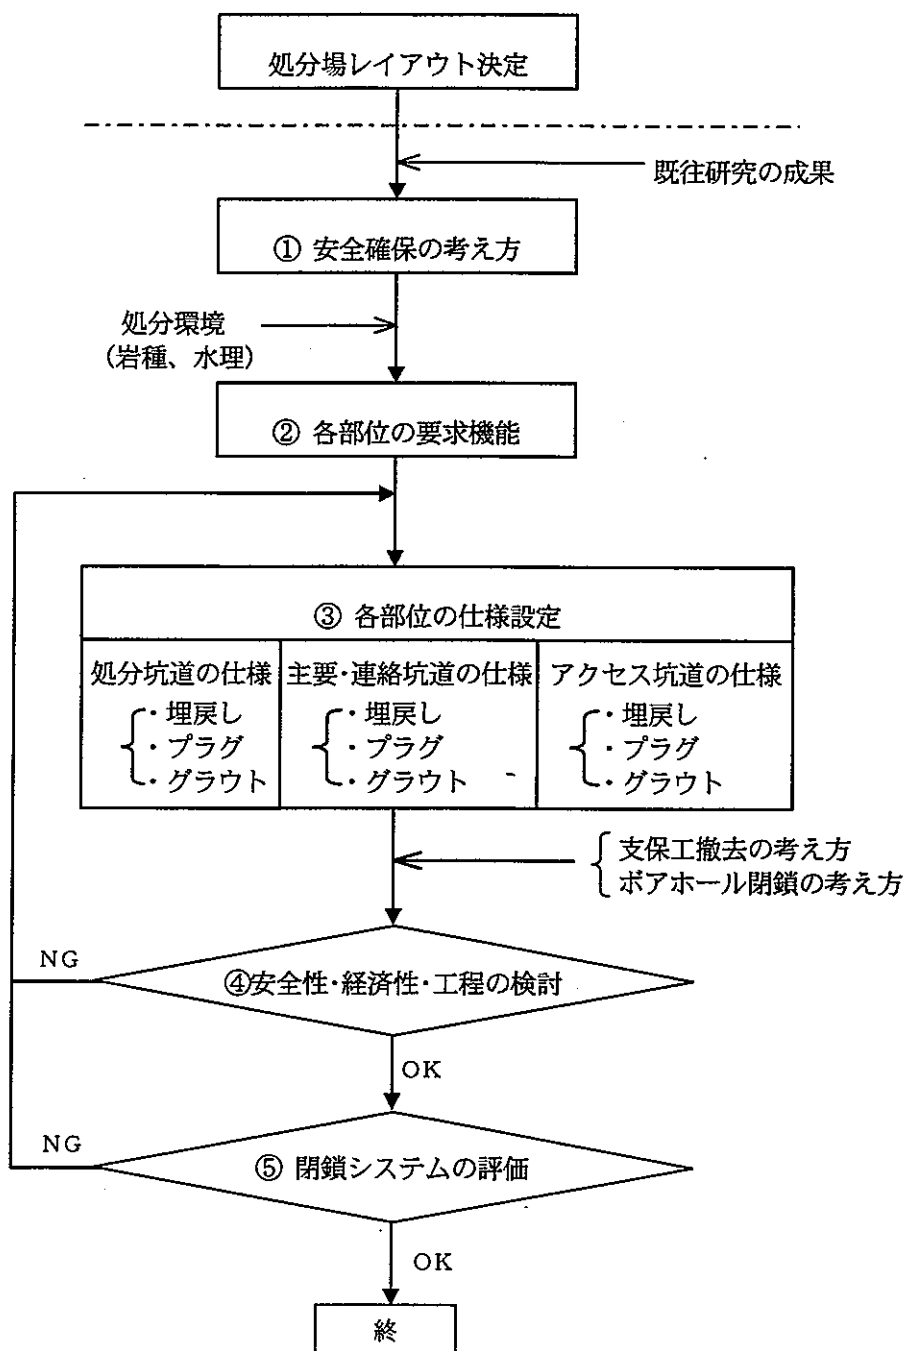 処分場レイアウト決定
既往研究の成果
① 安全確保の考え方
処分環境
(岩種、水理)
② 各部位の要求機能
③ 各部位の仕様設定
処分坑道の仕様
・埋戻し
・プラグ
・グラウト
主要・連絡坑道の仕様
・埋戻し
・プラグ
・グラウト
アクセス坑道の仕様
・埋戻し
・プラグ
・グラウト
支保工撤去の考え方
ボアホール閉鎖の考え方
NG
④安全性・経済性・工程の検討
OK
NG
⑤ 閉鎖システムの評価
OK
終